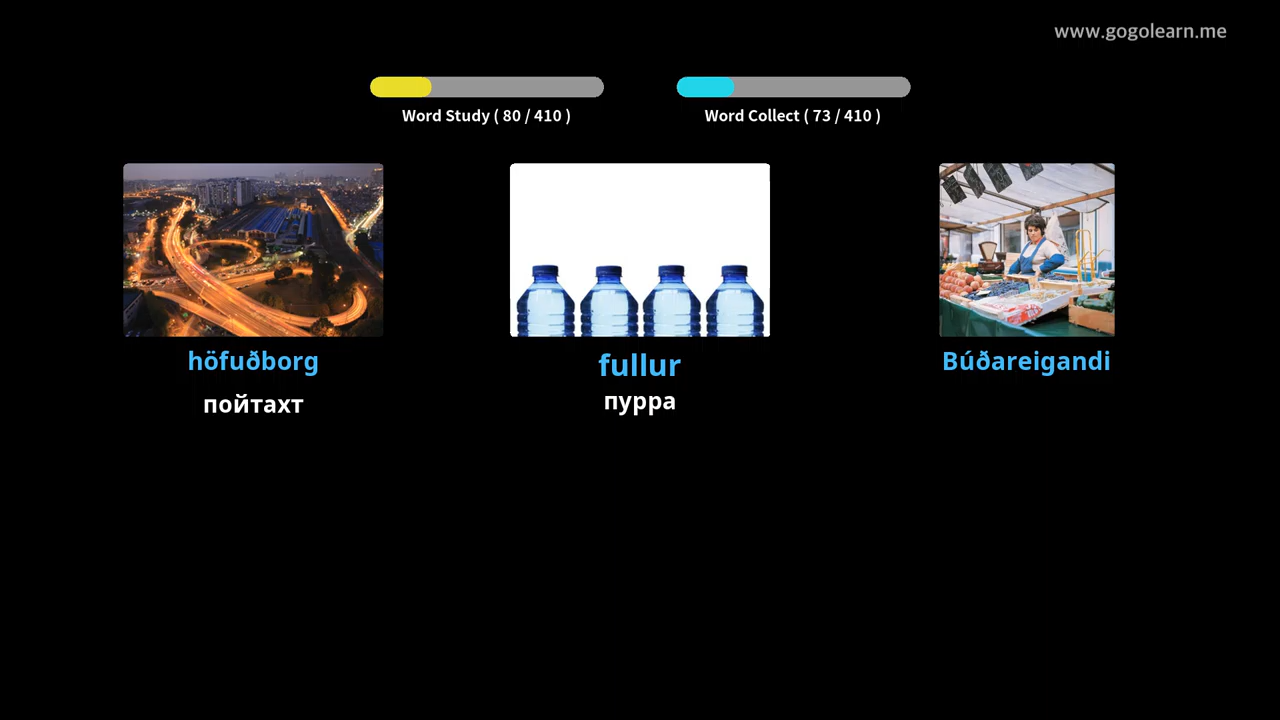 www.gogolearn.me
Word Study ( 80 / 410 )
Word Collect ( 73 / 410 )
höfuðborg
пойтахт
fullur
пурра
Búðareigandi